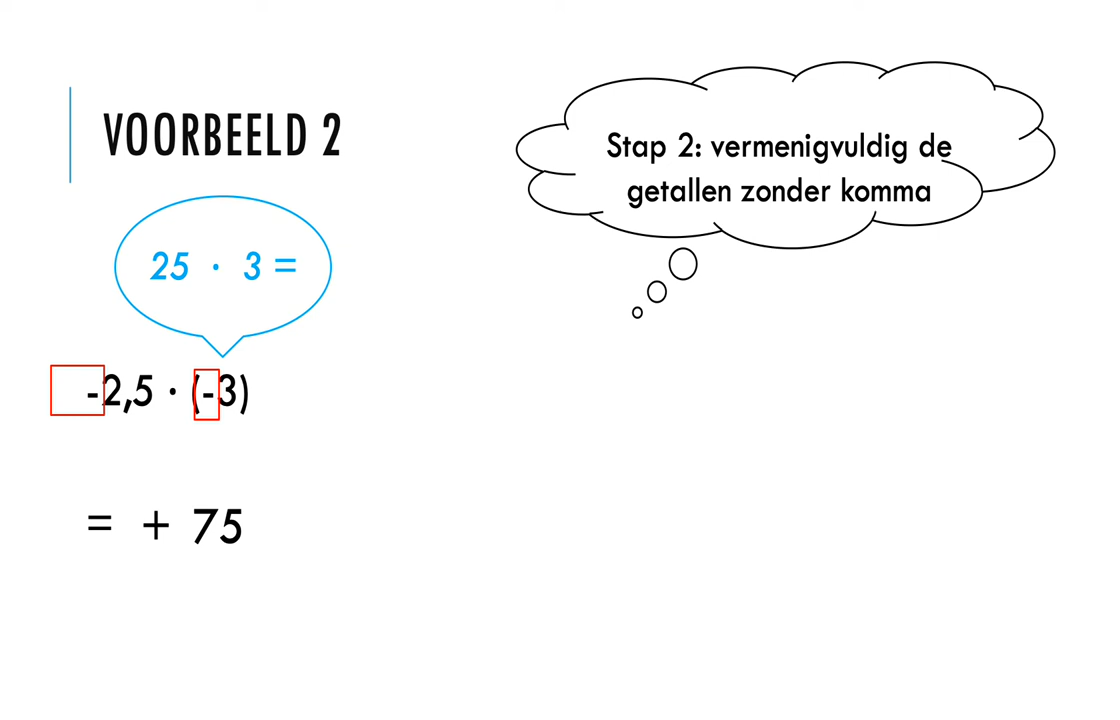 VOORBEELD 2
Stap 2: vermenigvuldig de
getallen zonder komma
25 · 3 =
-2,5 · (-3)
= + 75